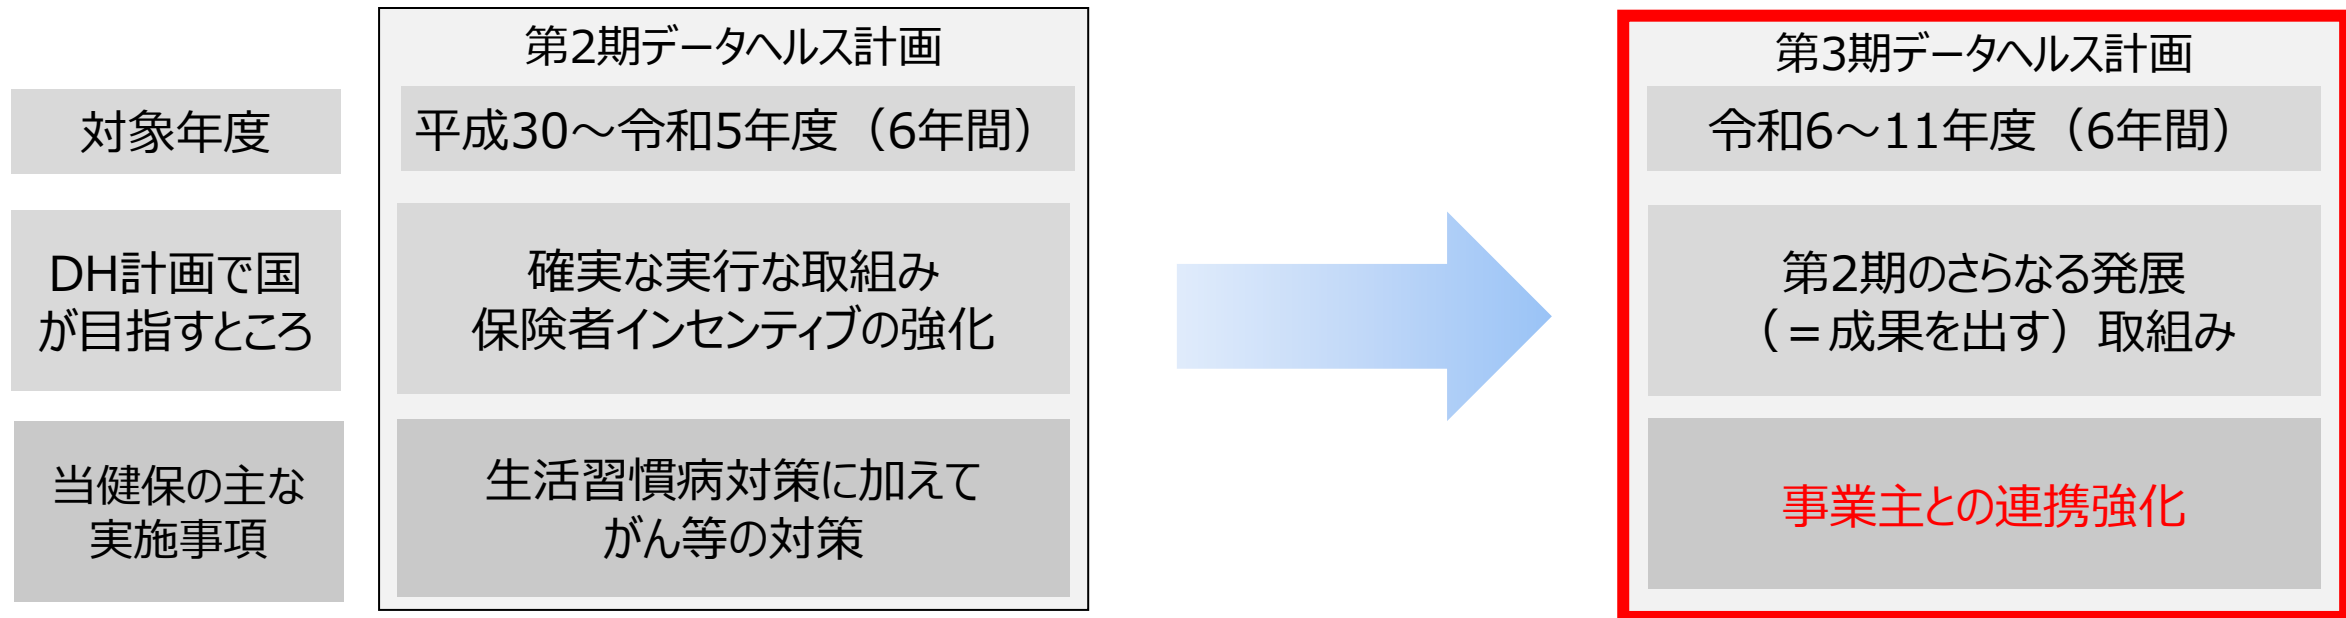 第2期データヘルス計画
第3期データヘルス計画
対象年度
平成30～令和5年度（6年間）
令和6～11年度（6年間）
DH計画で国
が目指すところ
確実な実行な取組み
保険者インセンティブの強化
第2期のさらなる発展
（＝成果を出す）取組み
当健保の主な
実施事項
生活習慣病対策に加えて
がん等の対策
事業主との連携強化